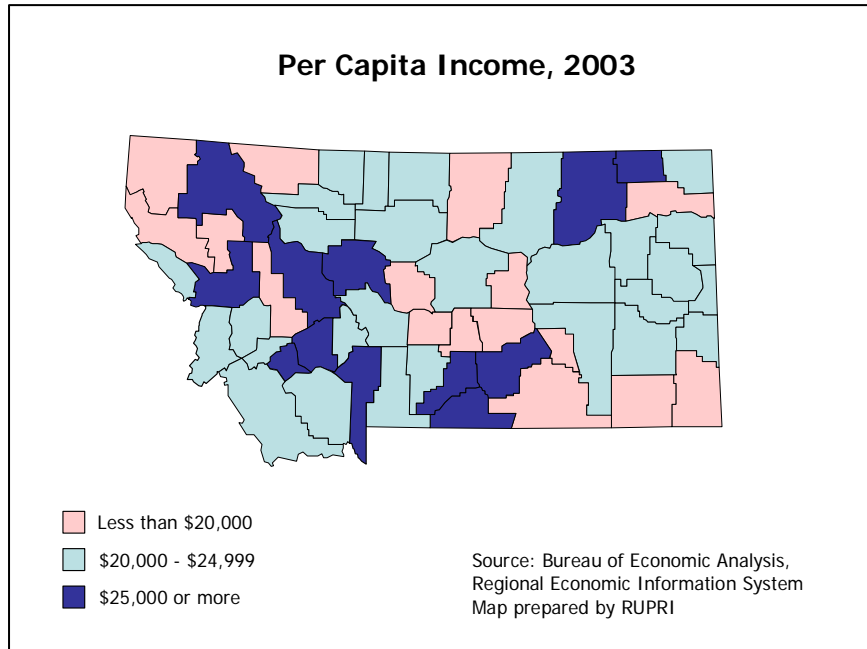 Per Capita Income, 2003
Less than $20,000
$20,000 - $24,999
$25,000 or more
Source: Bureau of Economic Analysis,
Regional Economic Information System
Map prepared by RUPRI